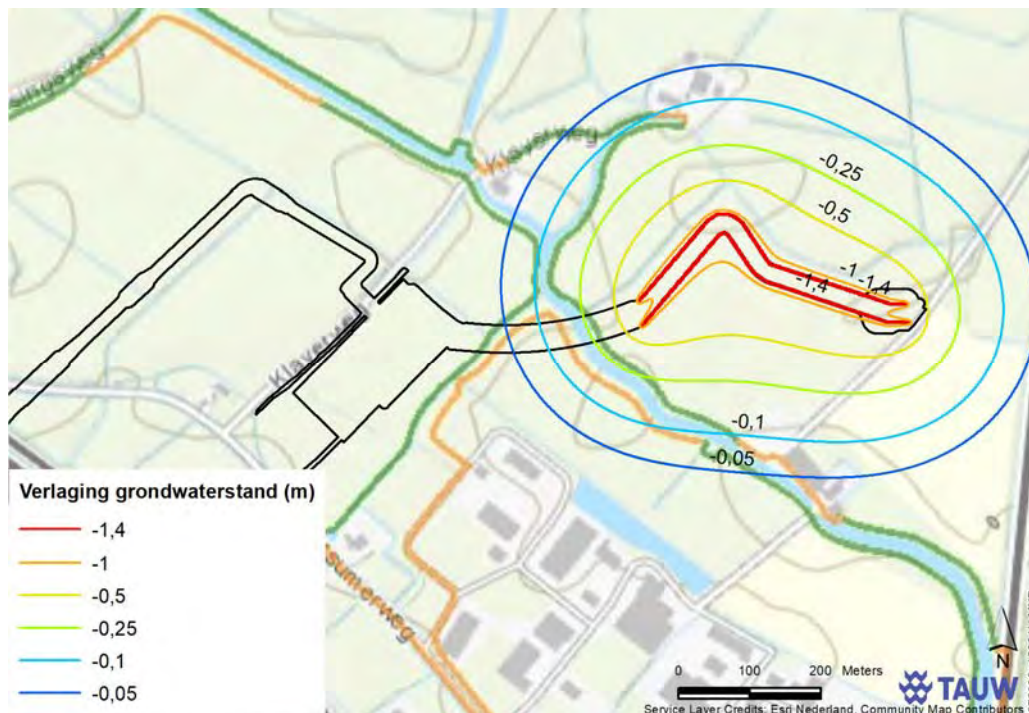 Klaverweg
-0,25
-0,5
-1
-1,4
-1,4
Klaverweg
-0,1
-0,05
sumerweg
Verlaging grondwaterstand (m)
-1,4
-1
-0,5
-0,25
-0,1
-0,05
N
0 100 200 Meters
TAUW
Service Layer Credits: Esri Nederland, Community Map Contributors